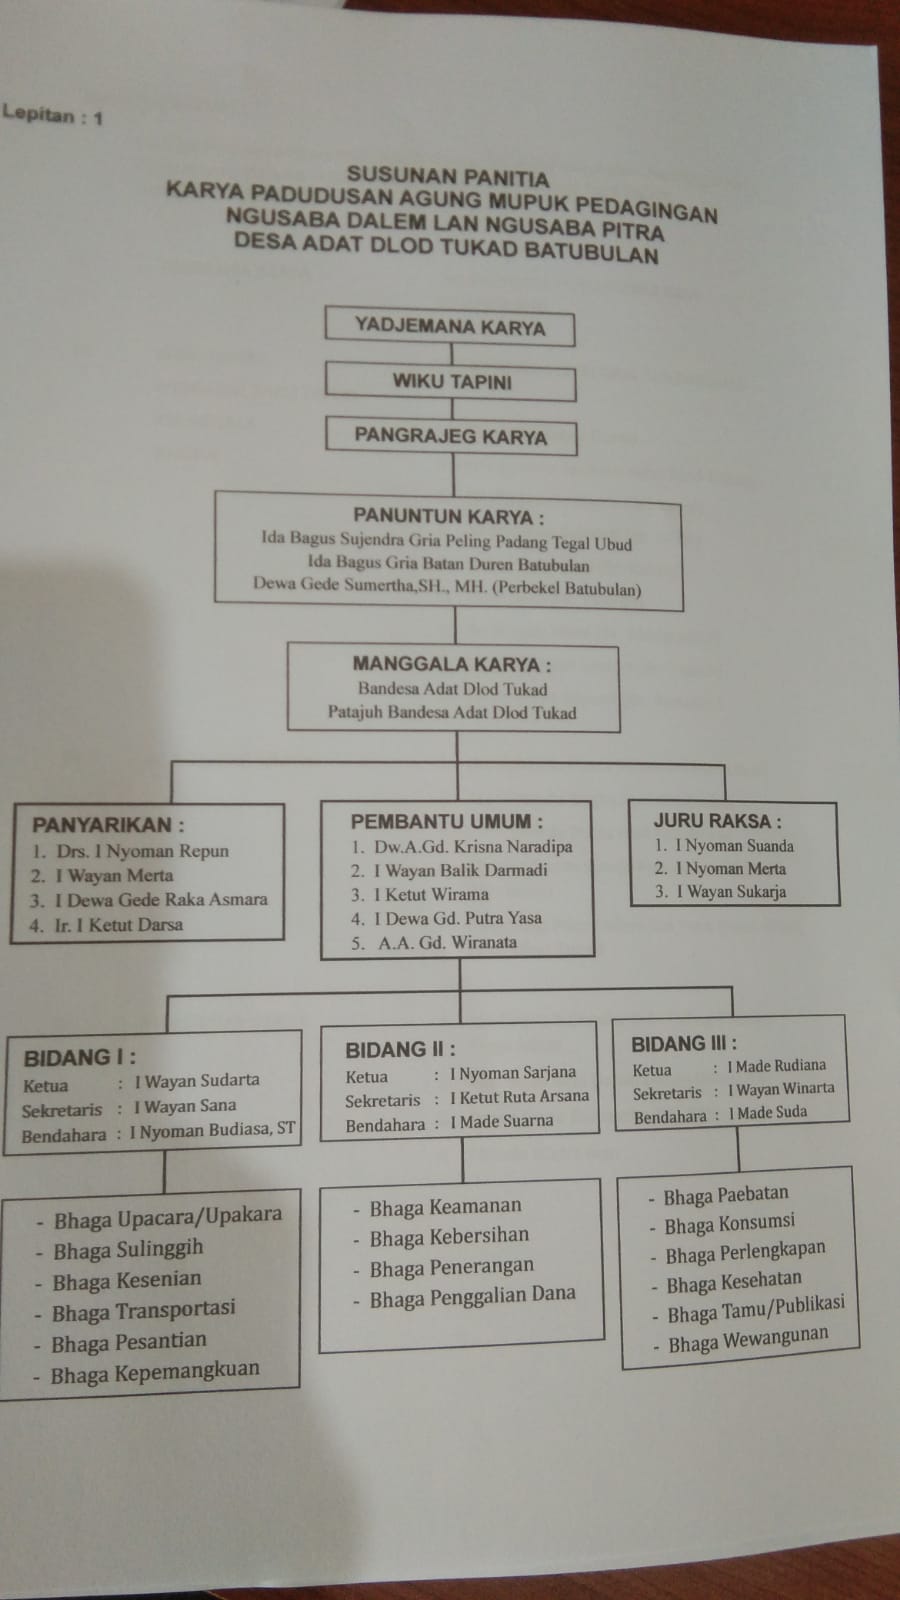 Lepitan : 1
SUSUNAN PANITIA
KARYA PADUDUSAN AGUNG MUPUK PEDAGINGAN
NGUSABA DALEM LAN NGUSABA PITRA
DESA ADAT DLOD TUKAD BATUBULAN
YADJEMANA KARYA
WIKU TAPINI
PANGRAJEG KARYA
PANUNTUN KARYA :
Ida Bagus Sujendra Gria Peling Padang Tegal Ubud
Ida Bagus Gria Batan Duren Batubulan
Dewa Gede Sumertha,SH., MH. (Perbekel Batubulan)
MANGGALA KARYA :
Bandesa Adat Dlod Tukad
Patajuh Bandesa Adat Dlod Tukad
PANYARIKAN :
1. Drs. I Nyoman Repun
2. I Wayan Merta
3. I Dewa Gede Raka Asmara
4. Ir. I Ketut Darsa
PEMBANTU UMUM :
1. Dw.A.Gd. Krisna Naradipa
2. I Wayan Balik Darmadi
3. I Ketut Wirama
4. I Dewa Gd. Putra Yasa
5. A.A. Gd. Wiranata
JURU RAKSA :
1. I Nyoman Suanda
2. I Nyoman Merta
3. I Wayan Sukarja
BIDANG I :
Ketua : I Wayan Sudarta
Sekretaris : I Wayan Sana
Bendahara : I Nyoman Budiasa, ST
BIDANG II :
Ketua : I Nyoman Sarjana
Sekretaris : I Ketut Ruta Arsana
Bendahara : I Made Suarna
BIDANG III :
Ketua : I Made Rudiana
Sekretaris : I Wayan Winarta
Bendahara : I Made Suda
- Bhaga Upacara/Upakara
- Bhaga Sulinggih
- Bhaga Kesenian
- Bhaga Transportasi
- Bhaga Pesantian
- Bhaga Kepemangkuan
- Bhaga Keamanan
- Bhaga Kebersihan
- Bhaga Penerangan
- Bhaga Penggalian Dana
- Bhaga Paebatan
- Bhaga Konsumsi
- Bhaga Perlengkapan
- Bhaga Kesehatan
- Bhaga Tamu/Publikasi
- Bhaga Wewangunan